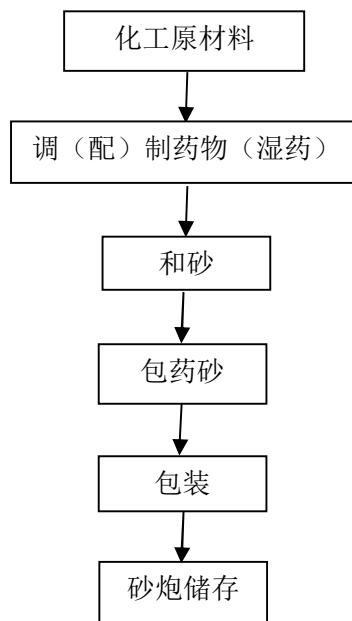 化工原材料
调（配）制药物（湿药）
和砂
包药砂
包装
砂炮储存